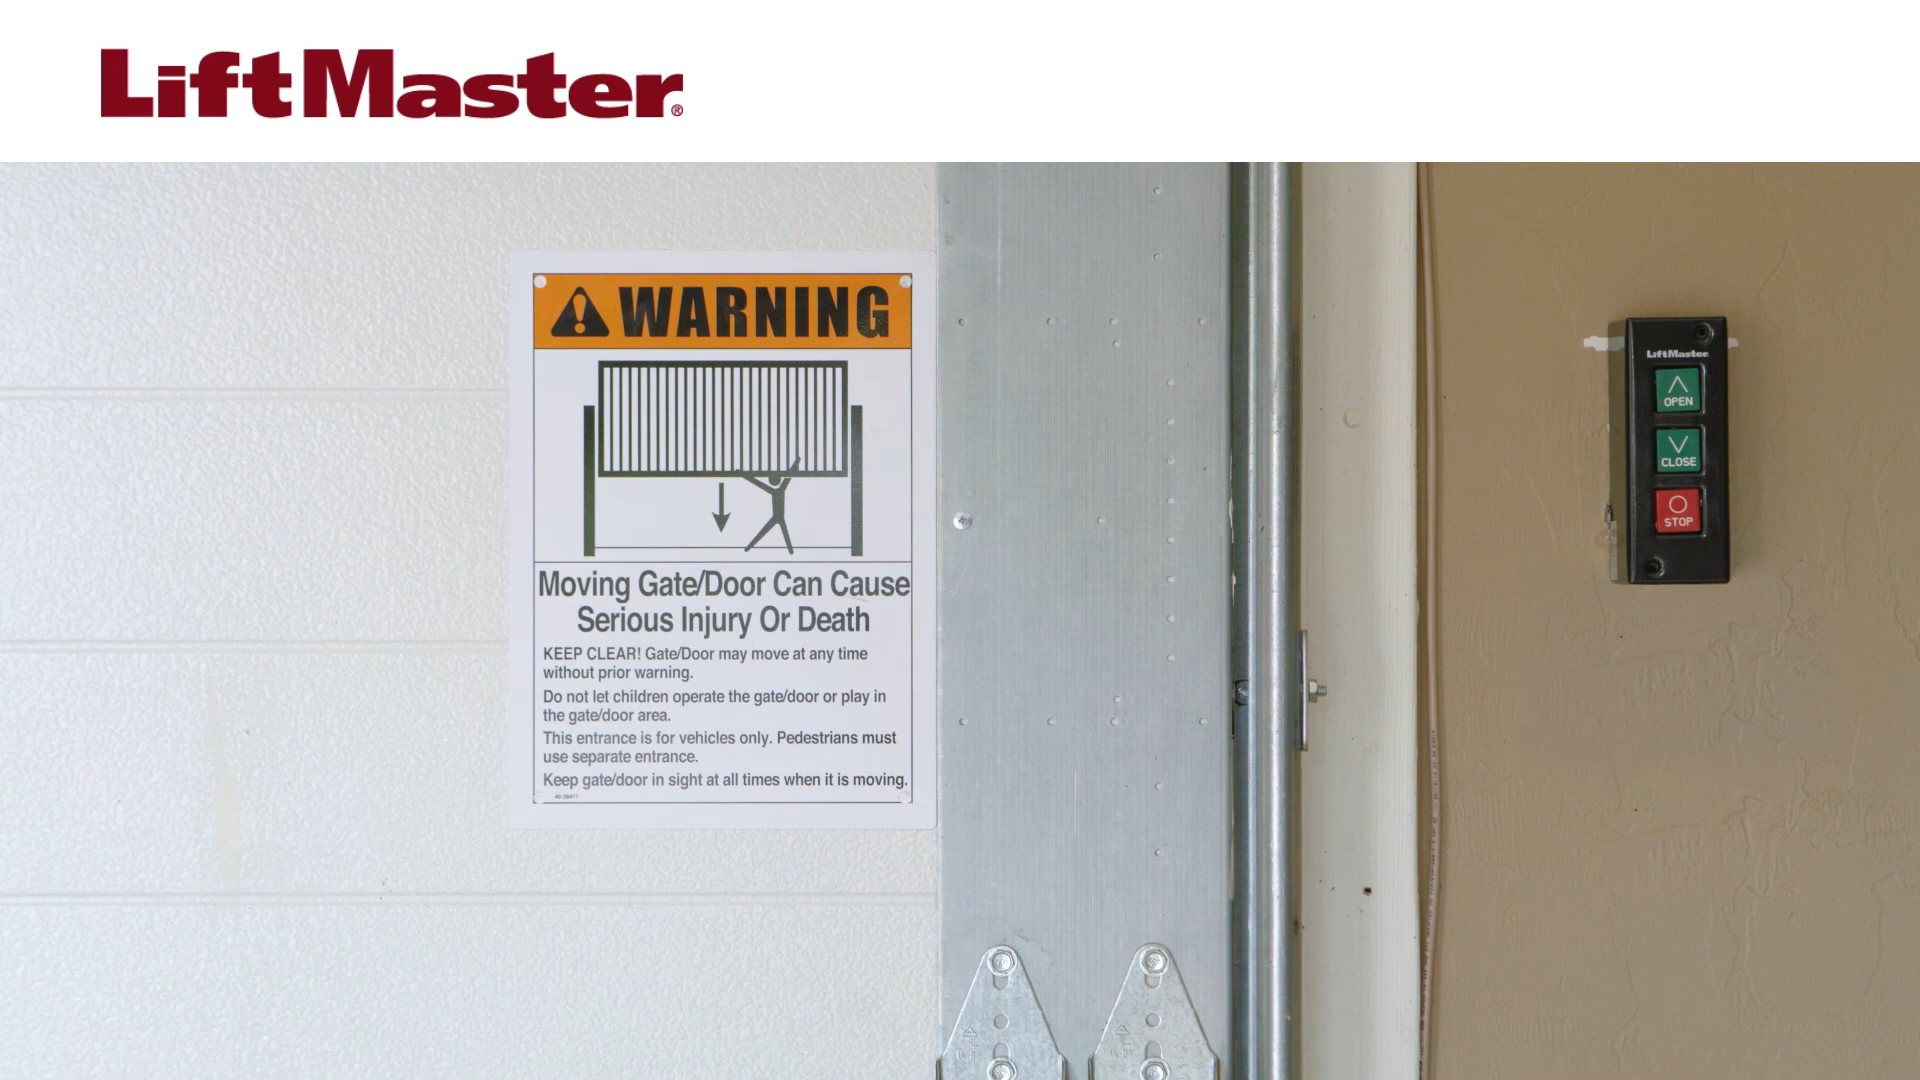 LiftMaster®
WARNING
Moving Gate/Door Can Cause
Serious Injury Or Death
KEEP CLEAR! Gate/Door may move at any time
without prior warning.
Do not let children operate the gate/door or play in
the gate/door area.
This entrance is for vehicles only. Pedestrians must
use separate entrance.
Keep gate/door in sight at all times when it is moving.
LiftMaster
OPEN
CLOSE
STOP